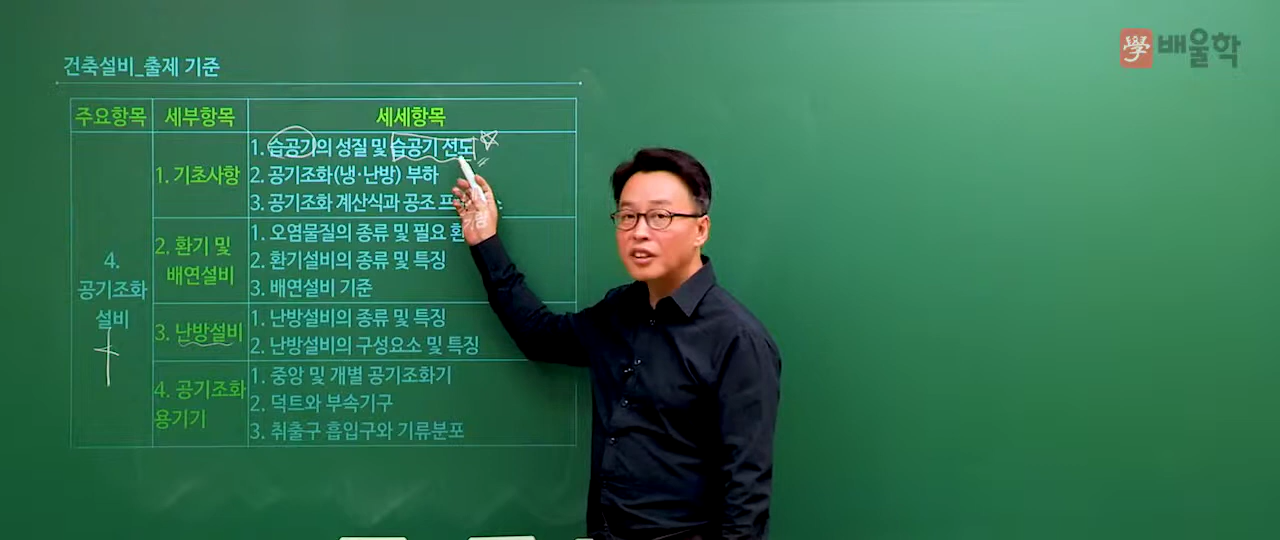 學 배울학
건축설비_출제 기준
주요항목 세부항목 세세항목
4.
공기조화
설비
1. 기초사항
1. 습공기의 성질 및 습공기 선도
2. 공기조화(냉·난방) 부하
3. 공기조화 계산식과 공조
2. 환기 및
배연설비
1. 오염물질의 종류 및 필요
2. 환기설비의 종류 및 특징
3. 배연설비 기준
3. 난방설비
1. 난방설비의 종류 및 특징
2. 난방설비의 구성요소 및 특징
4. 공기조화
용기기
1. 중앙 및 개별 공기조화기
2. 덕트와 부속기구
3. 취출구 흡입구와 기류분포